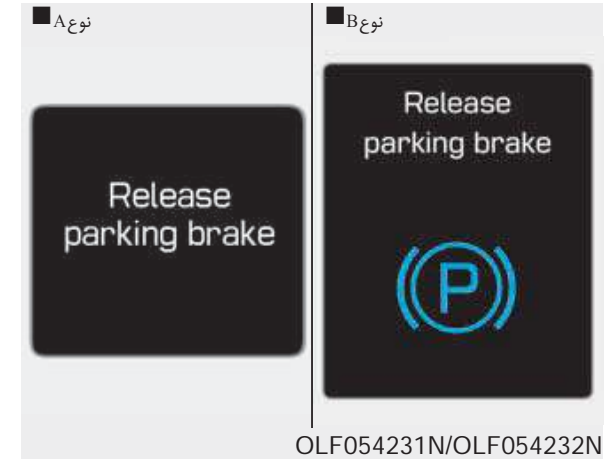 ■ نوعA
Release
parking brake
■ نوعB
Release
parking brake
P
OLF054231N/OLF054232N